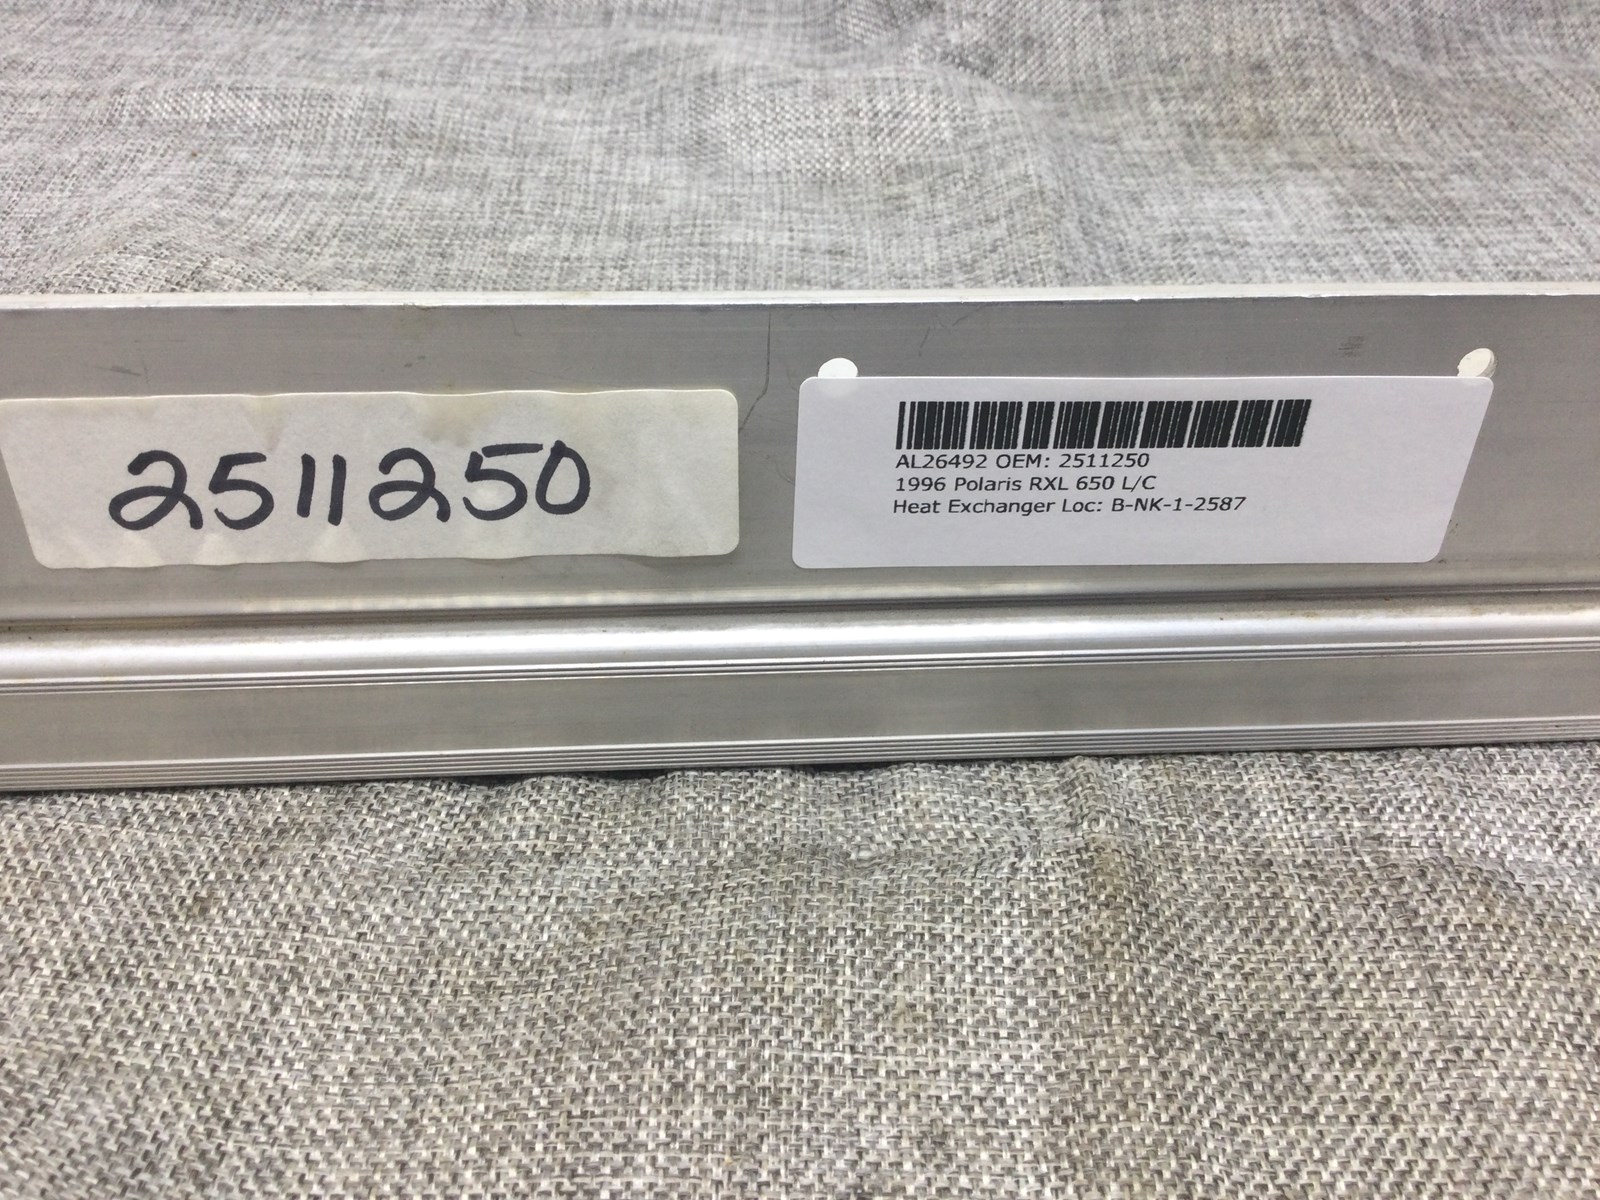 2511250
AL26492 OEM: 2511250
1996 Polaris RXL 650 L/C
Heat Exchanger Loc: B-NK-1-2587